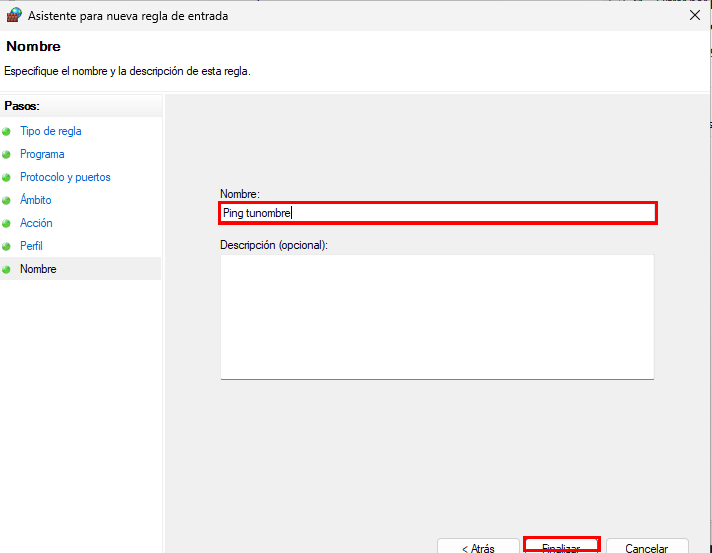 Asistente para nueva regla de entrada
Nombre
Especifique el nombre y la descripción de esta regla.
Pasos:
Tipo de regla
Programa
Protocolo y puertos
Ámbito
Acción
Perfil
Nombre
Nombre:
Ping tunombre
Descripción (opcional):
< Atrás
Finalizar
Cancelar